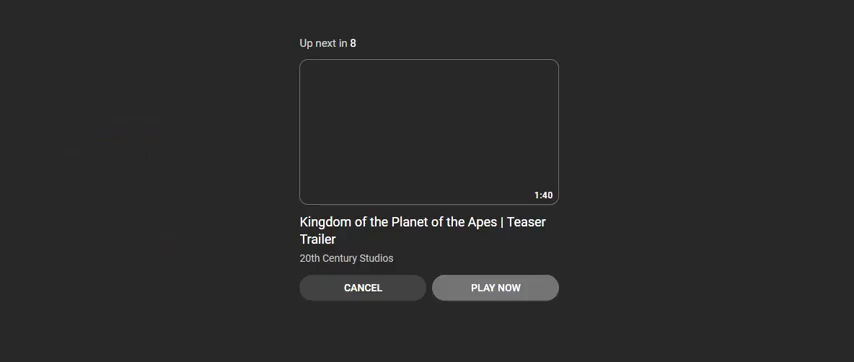 Up next in 8
1:40
Kingdom of the Planet of the Apes | Teaser
Trailer
20th Century Studios
CANCEL PLAY NOW